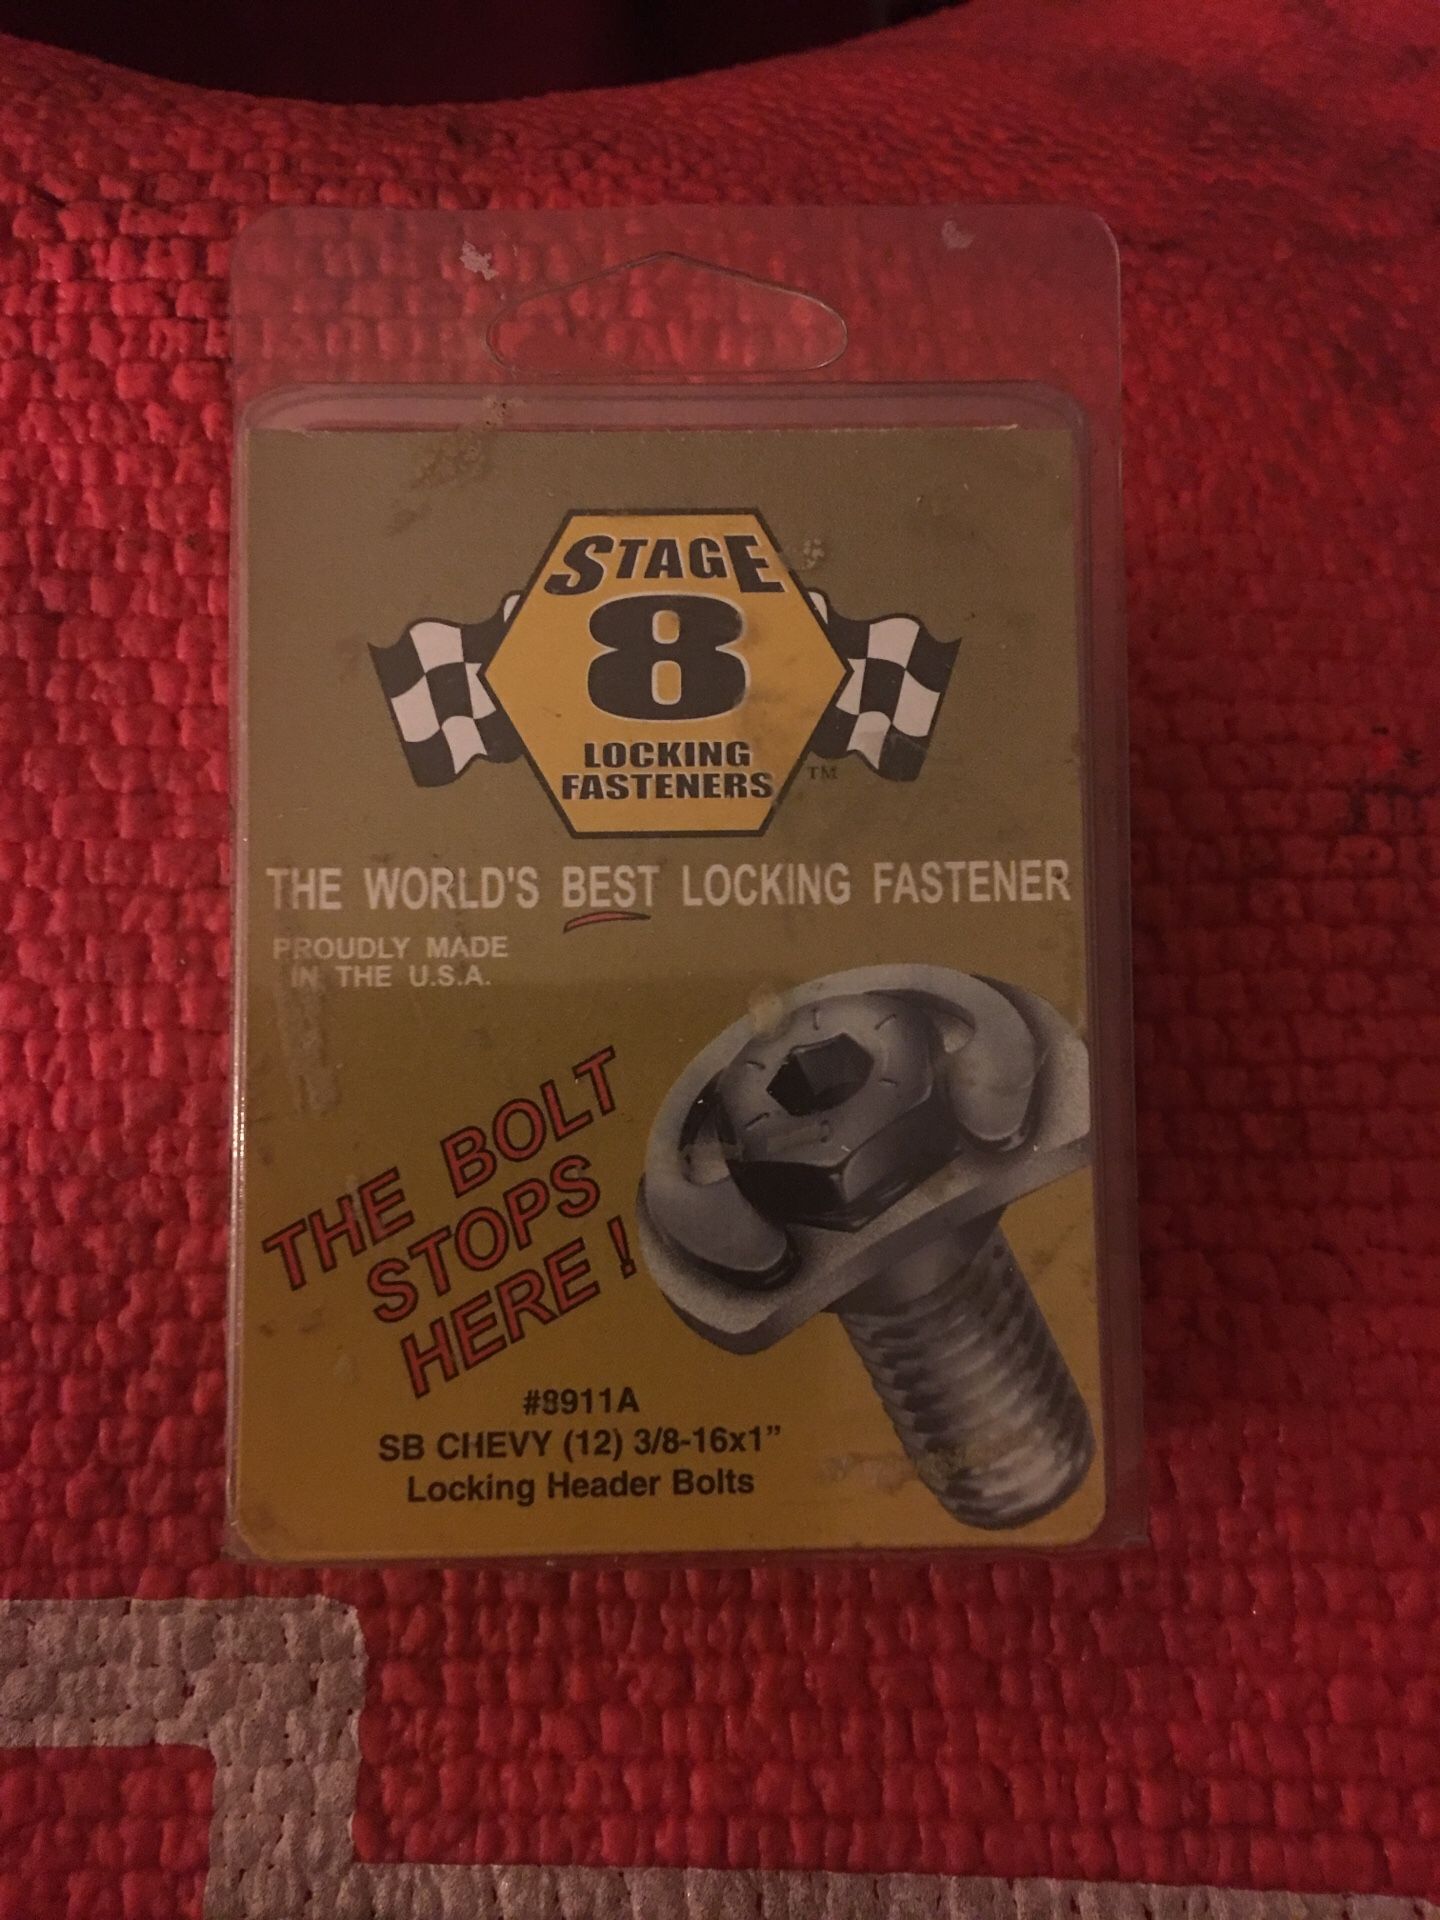 STAGE
8
LOCKING
FASTENERS
TM
THE WORLD'S BEST LOCKING FASTENER
PROUDLY MADE
IN THE U.S.A.
THE BOLT
STOPS
HERE !
#8911A
SB CHEVY (12) 3/8-16x1”
Locking Header Bolts